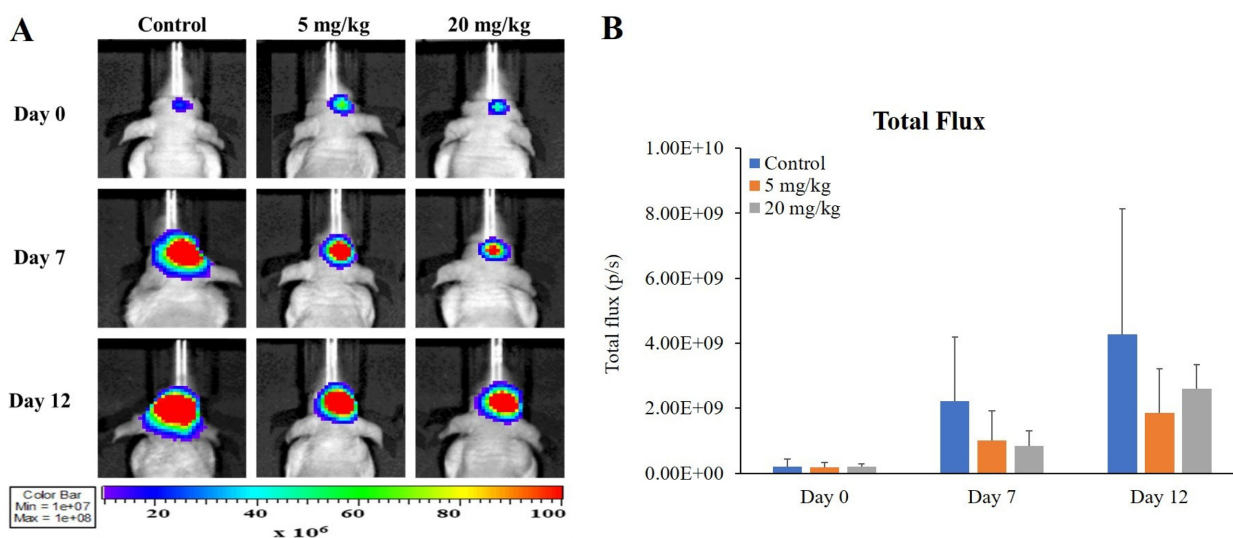 A
Control
5 mg/kg
20 mg/kg
Day 0
Day 7
Day 12
Color Bar
Min = 1e+07
Max = 1e+08
20
40
60
80
100
x 10⁶
B
Total Flux
Control
5 mg/kg
20 mg/kg
Total flux (p/s)
1.00E+10
8.00E+09
6.00E+09
4.00E+09
2.00E+09
0.00E+00
Day 0
Day 7
Day 12